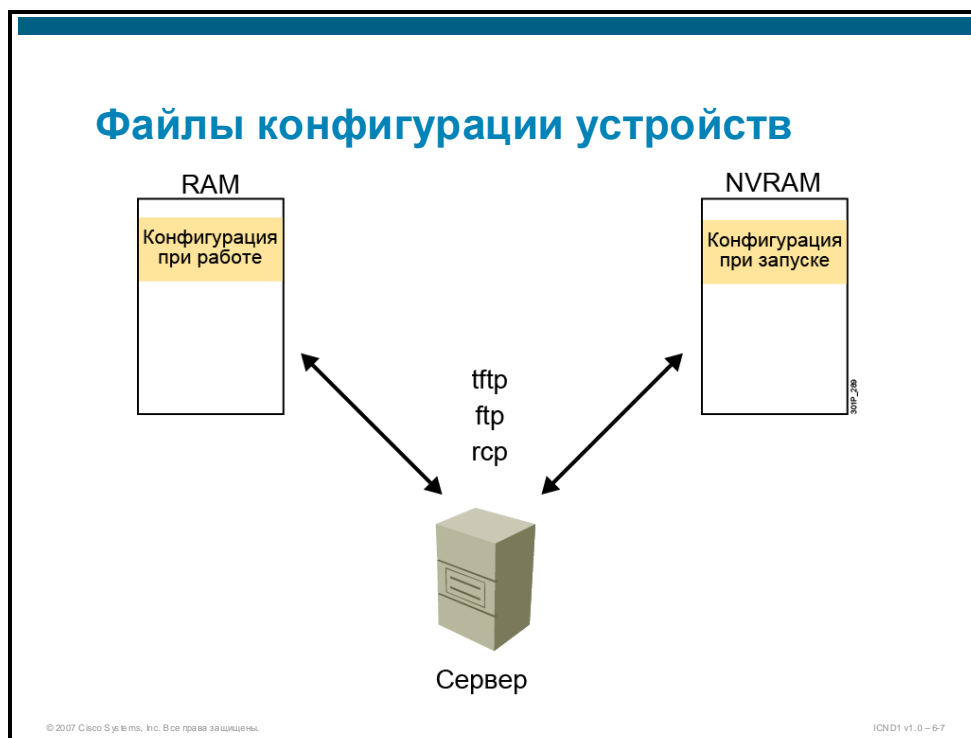 Файлы конфигурации устройств
RAM
NVRAM
Конфигурация
при работе
Конфигурация
при запуске
tftp
ftp
rcp
301P_289
Сервер
© 2007 Cisco Systems, Inc. Все права защищены.
ICND1 v1.0 – 6-7